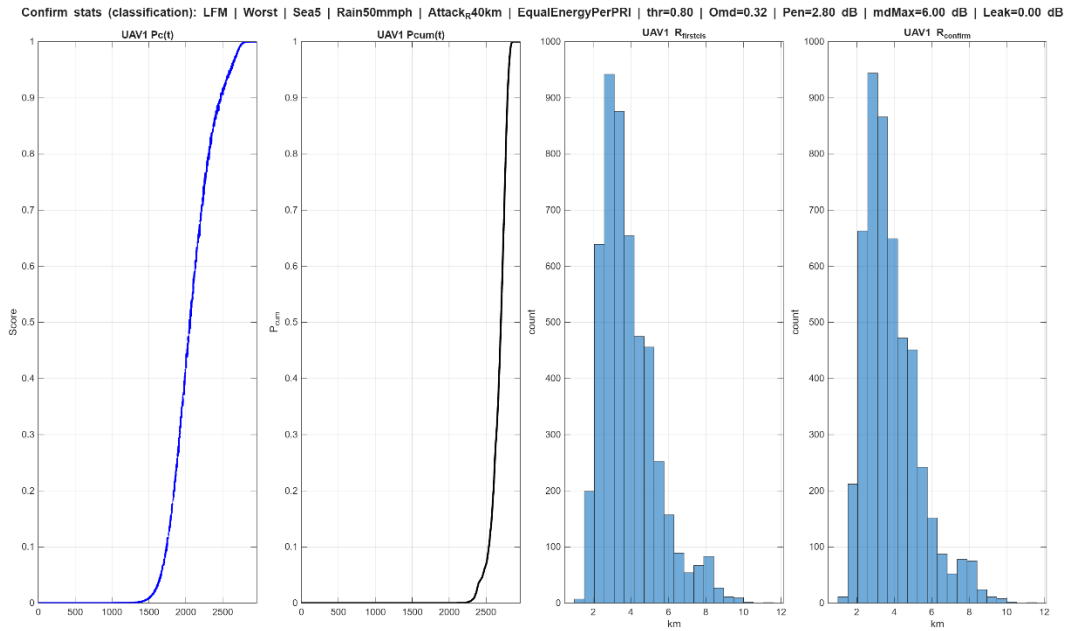 Confirm stats (classification): LFM | Worst | Sea5 | Rain50mmph | Attack_R40km | EqualEnergyPerPRI | thr=0.80 | Omd=0.32 | Pen=2.80 dB | mdMax=6.00 dB | Leak=0.00 dB
UAV1 Pc(t)
1
0.9
0.8
0.7
0.6
0.5
0.4
0.3
0.2
0.1
0
Score
0 500 1000 1500 2000 2500
UAV1 Pcum(t)
1
0.9
0.8
0.7
0.6
0.5
0.4
0.3
0.2
0.1
0
P_cum
0 500 1000 1500 2000 2500
UAV1 R_firstcls
1000
900
800
700
600
500
400
300
200
100
0
count
2 4 6 8 10 12
km
UAV1 R_confirm
1000
900
800
700
600
500
400
300
200
100
0
count
2 4 6 8 10 12
km